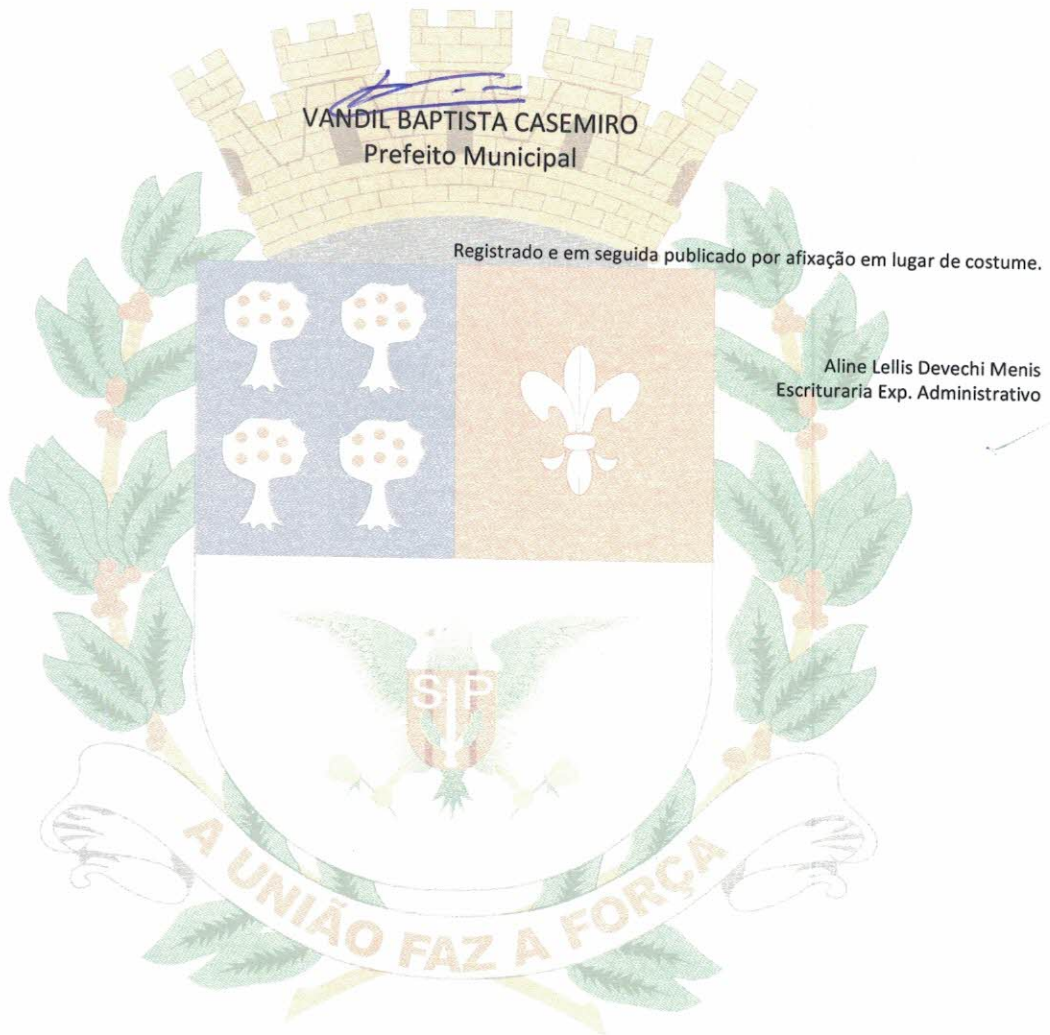 VANDIL BAPTISTA CASEMIRO
Prefeito Municipal
Registrado e em seguida publicado por afixação em lugar de costume.
Aline Lellis Devechi Menis
Escrituraria Exp. Administrativo
S P
A UNIÃO FAZ A FORÇA